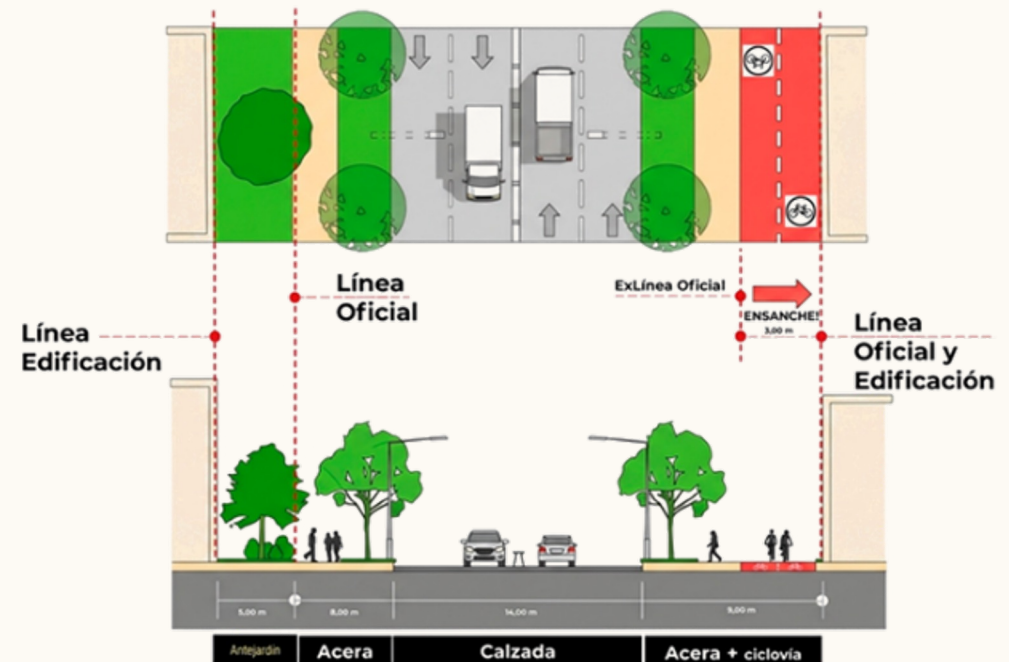 Línea
Oficial
ExLínea Oficial
ENSANCHE!
3,00 m
Línea
Edificación
Línea
Oficial y
Edificación
5,00 m
8,00 m
14,00 m
9,00 m
Antejardín
Acera
Calzada
Acera + ciclovía